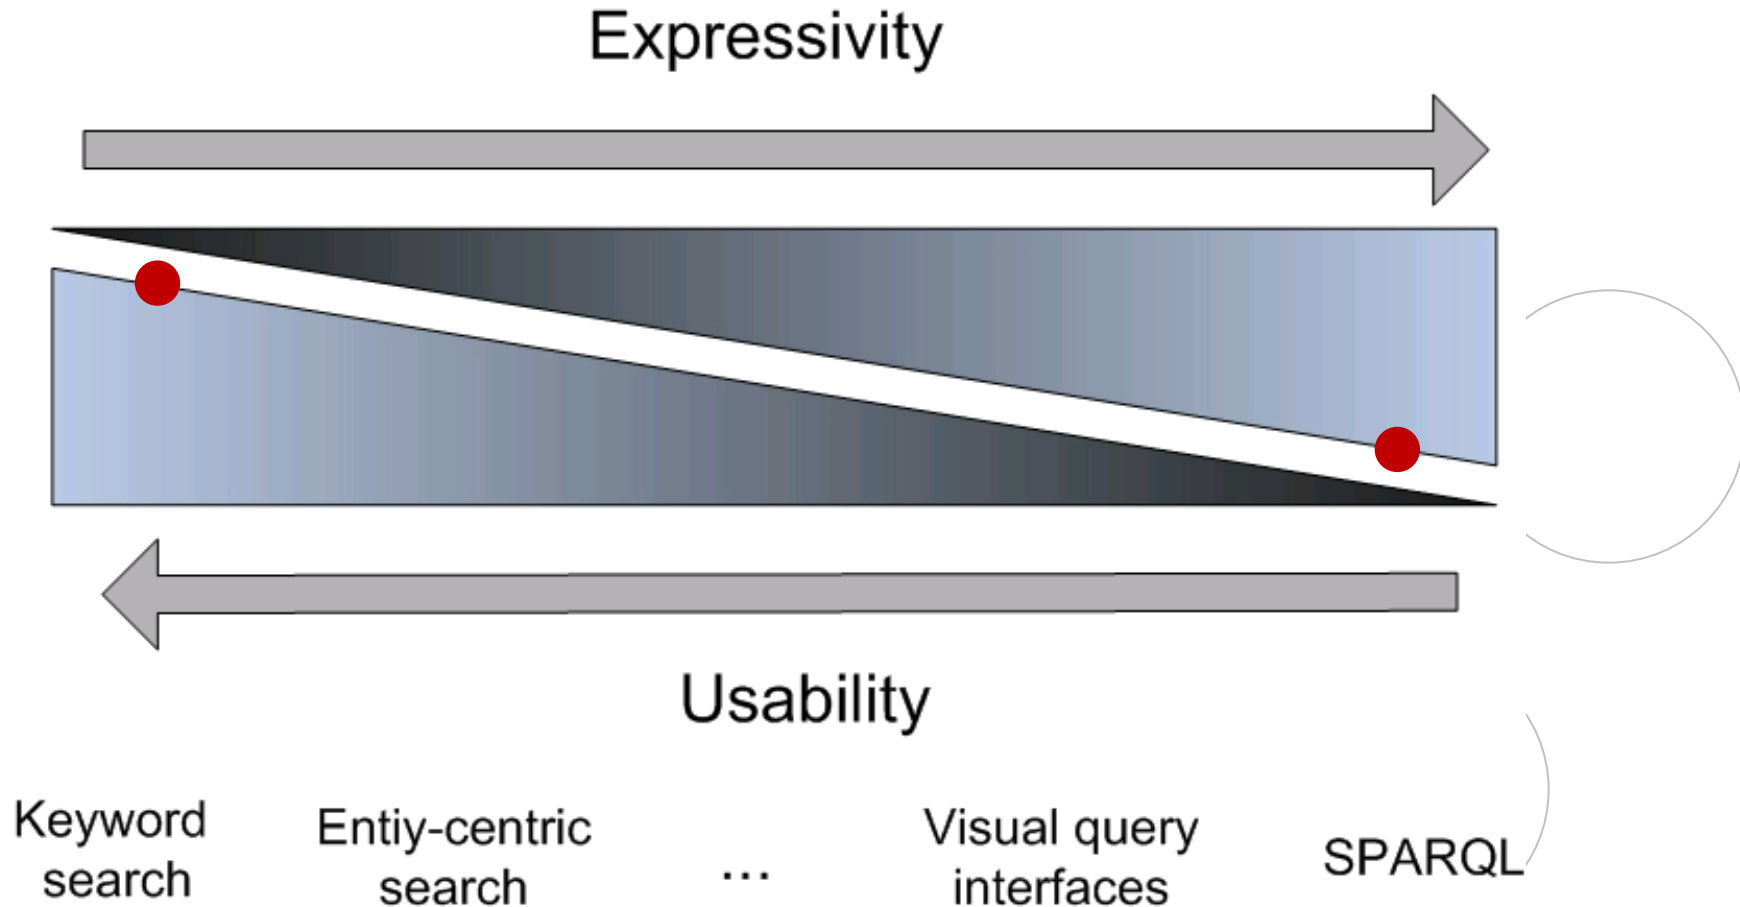 Expressivity
Usability
Keyword
search
Entiy-centric
search
...
Visual query
interfaces
SPARQL